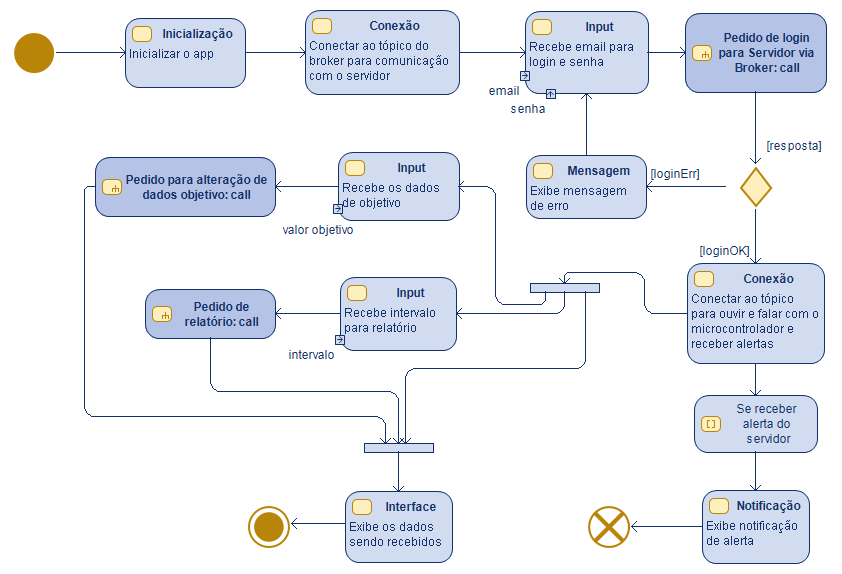 Inicialização
Inicializar o app
Conexão
Conectar ao tópico do
broker para comunicação
com o servidor
Input
Recebe email para
login e senha
email
senha
Pedido de login
para Servidor via
Broker: call
[resposta]
[loginErr]
Mensagem
Exibe mensagem
de erro
[loginOK]
Conexão
Conectar ao tópico
para ouvir e falar com o
microcontrolador e
receber alertas
Input
Recebe os dados
de objetivo
valor objetivo
Pedido para alteração de
dados objetivo: call
Input
Recebe intervalo
para relatório
intervalo
Pedido de
relatório: call
Se receber
alerta do
servidor
Notificação
Exibe notificação
de alerta
Interface
Exibe os dados
sendo recebidos